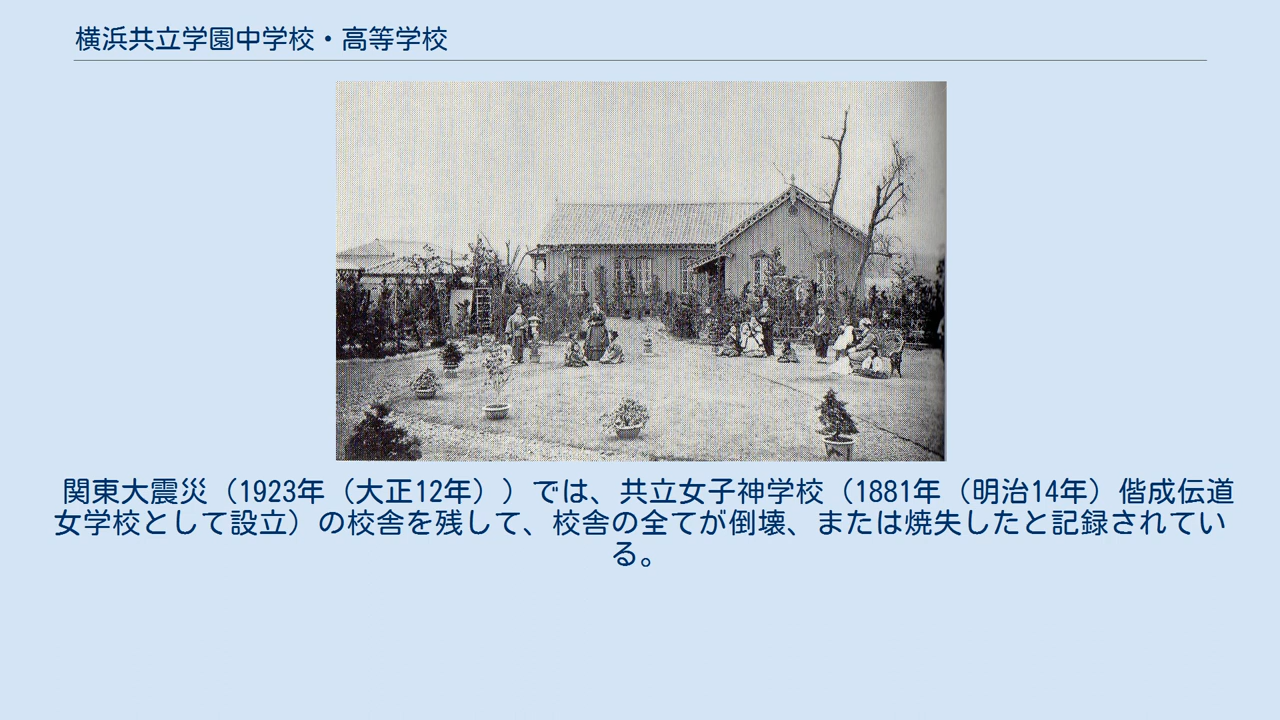 横浜共立学園中学校・高等学校
関東大震災（1923年（大正12年））では、共立女子神学校（1881年（明治14年）偕成伝道
女学校として設立）の校舎を残して、校舎の全てが倒壊、または焼失したと記録されてい
る。